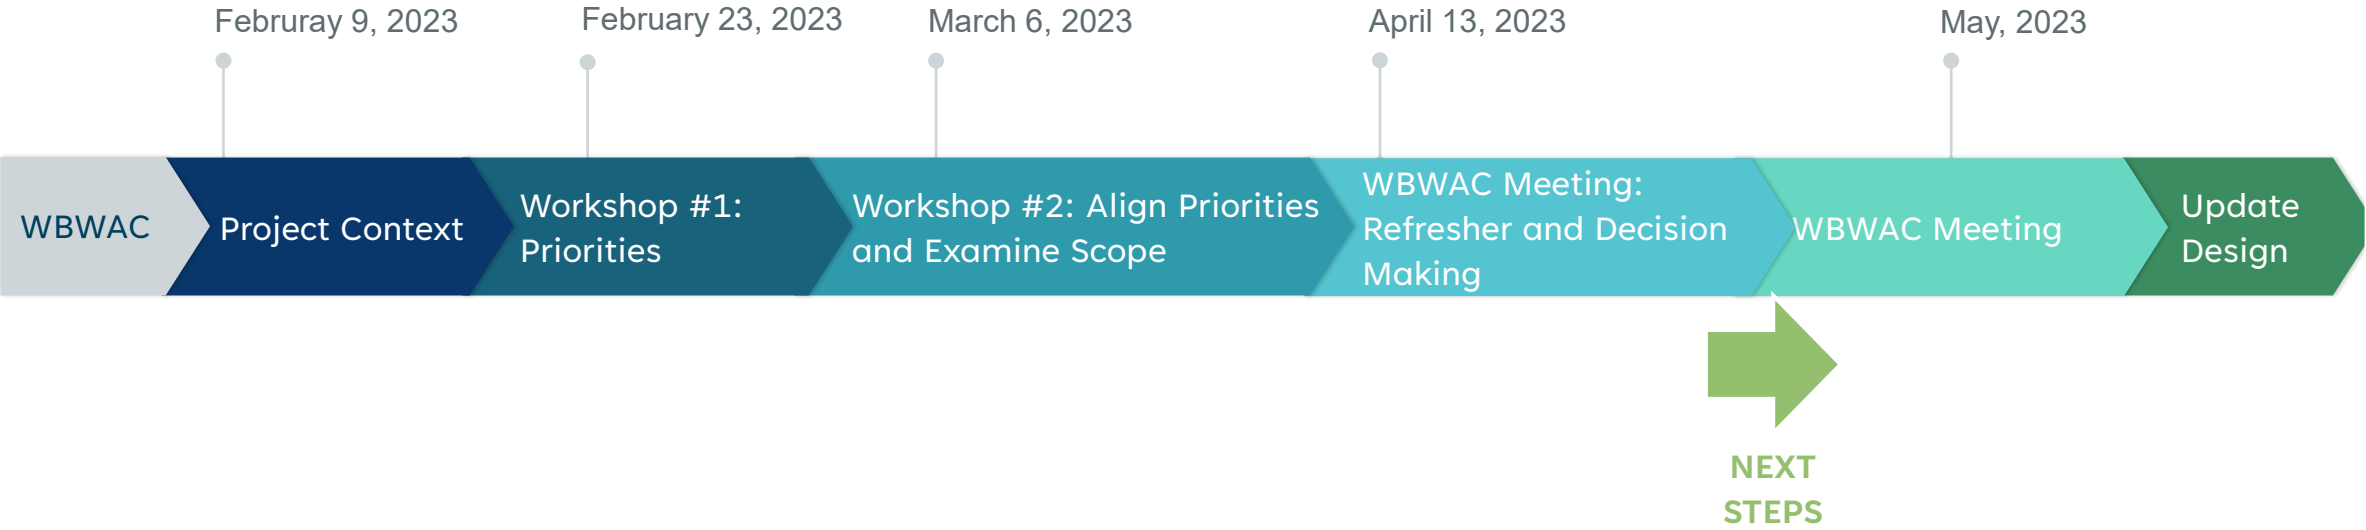 Februray 9, 2023
February 23, 2023
March 6, 2023
April 13, 2023
May, 2023
WBWAC
Project Context
Workshop #1:
Priorities
Workshop #2: Align Priorities
and Examine Scope
WBWAC Meeting:
Refresher and Decision
Making
WBWAC Meeting
Update
Design
NEXT
STEPS